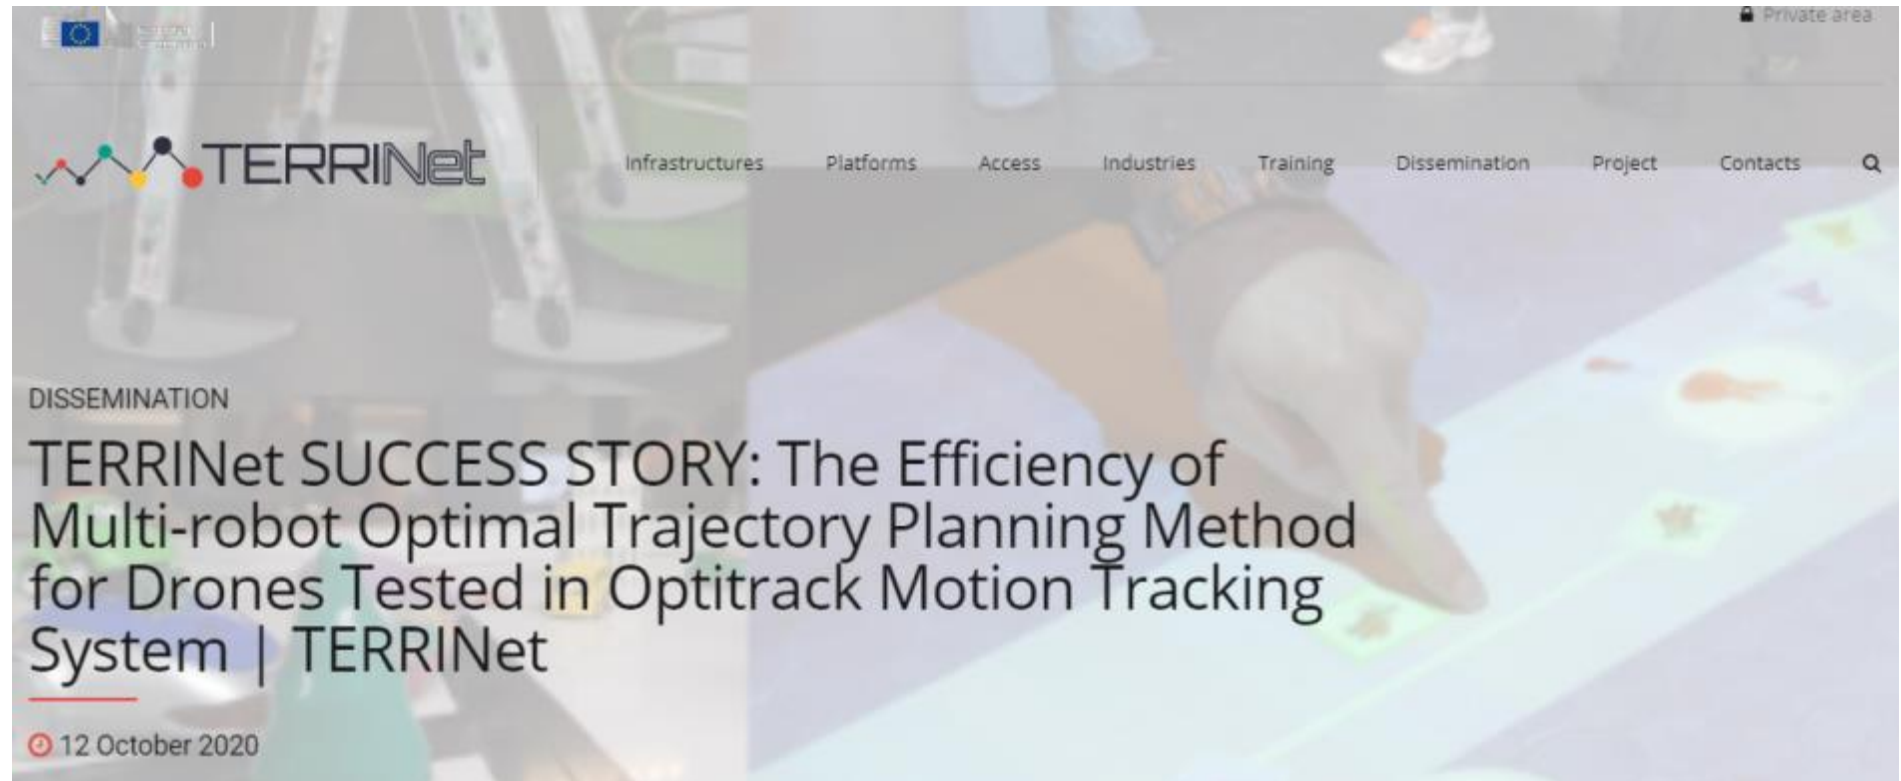 Private area
TERRINet
Infrastructures
Platforms
Access
Industries
Training
Dissemination
Project
Contacts
DISSEMINATION
TERRINet SUCCESS STORY: The Efficiency of
Multi-robot Optimal Trajectory Planning Method
for Drones Tested in Optitrack Motion Tracking
System | TERRINet
12 October 2020